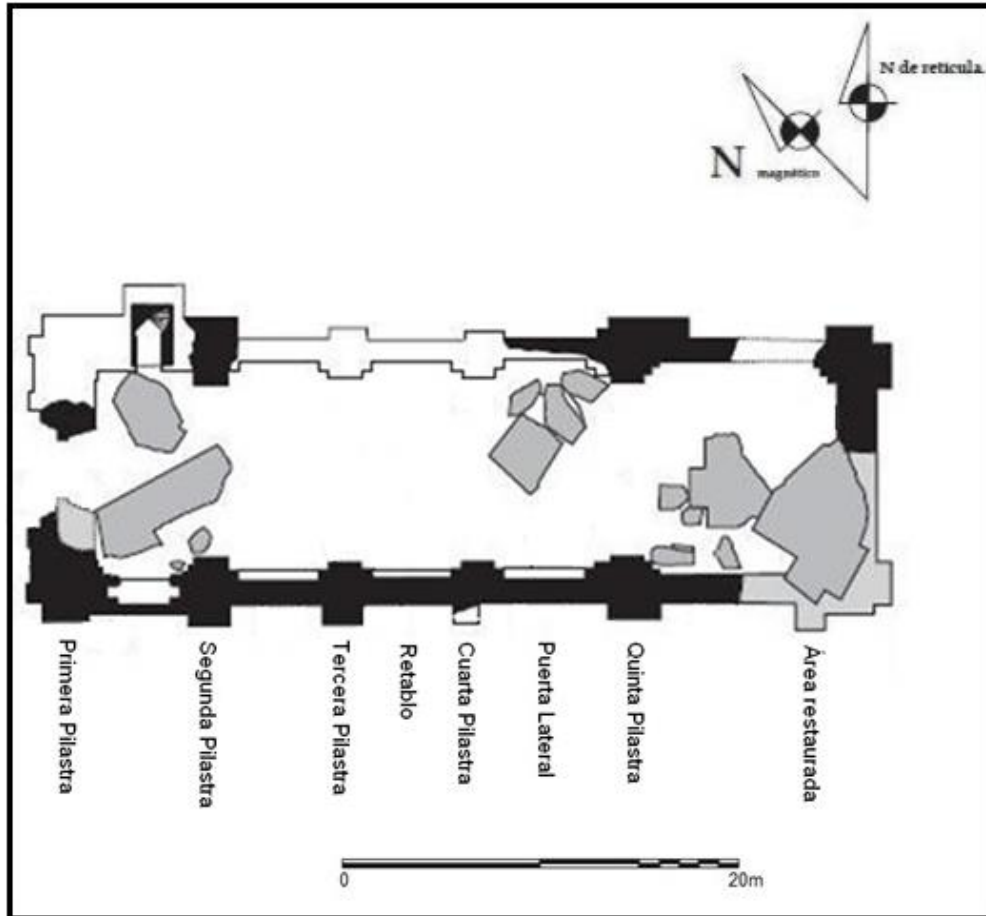 N de reticula.
N magnético
Primera Pilastra
Segunda Pilastra
Tercera Pilastra
Retablo
Cuarta Pilastra
Puerta Lateral
Quinta Pilastra
Área restaurada
0 20m